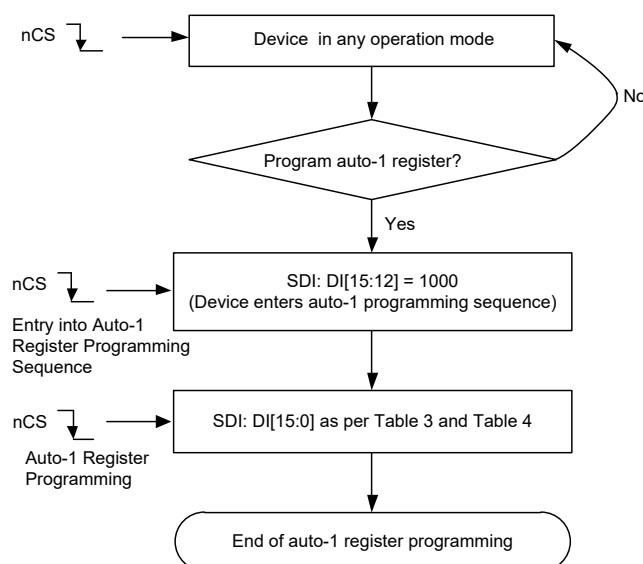 nCS
Device in any operation mode
No
Program auto-1 register?
Yes
nCS
SDI: DI[15:12] = 1000
(Device enters auto-1 programming sequence)
Entry into Auto-1
Register Programming
Sequence
nCS
SDI: DI[15:0] as per Table 3 and Table 4
Auto-1 Register
Programming
End of auto-1 register programming